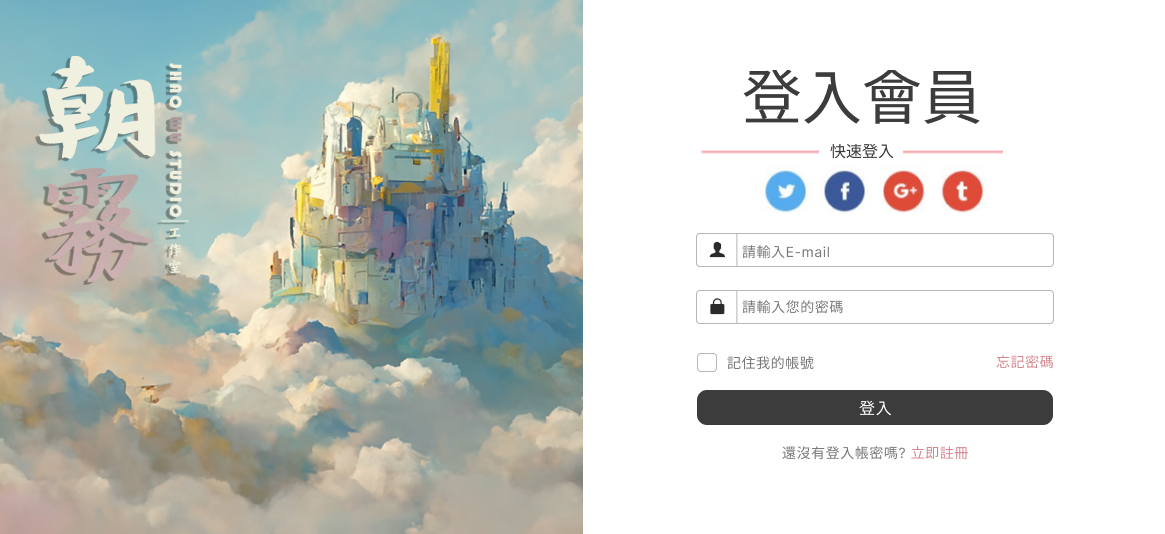 朝霧
SHAO WU STUDIO 工作室
登入會員
快速登入
請輸入E-mail
請輸入您的密碼
記住我的帳號
忘記密碼
登入
還沒有登入帳密嗎? 立即註冊